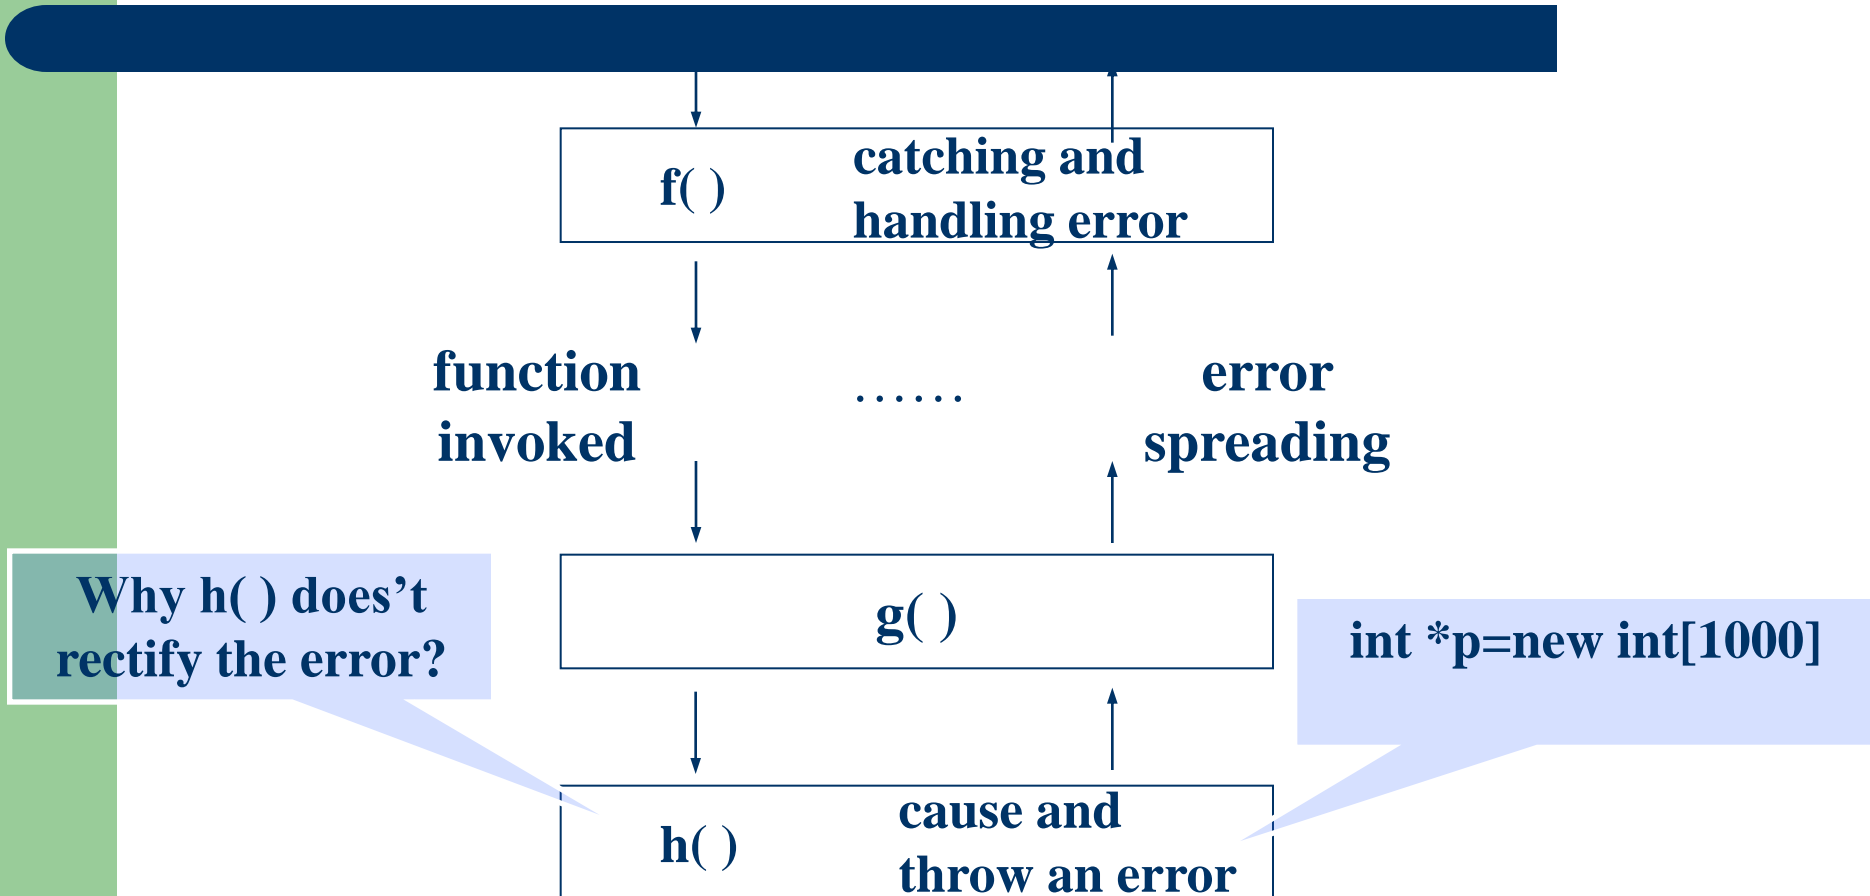 f( )
catching and
handling error
function
invoked
......
error
spreading
Why h( ) does’t
rectify the error?
g( )
int *p=new int[1000]
h( )
cause and
throw an error